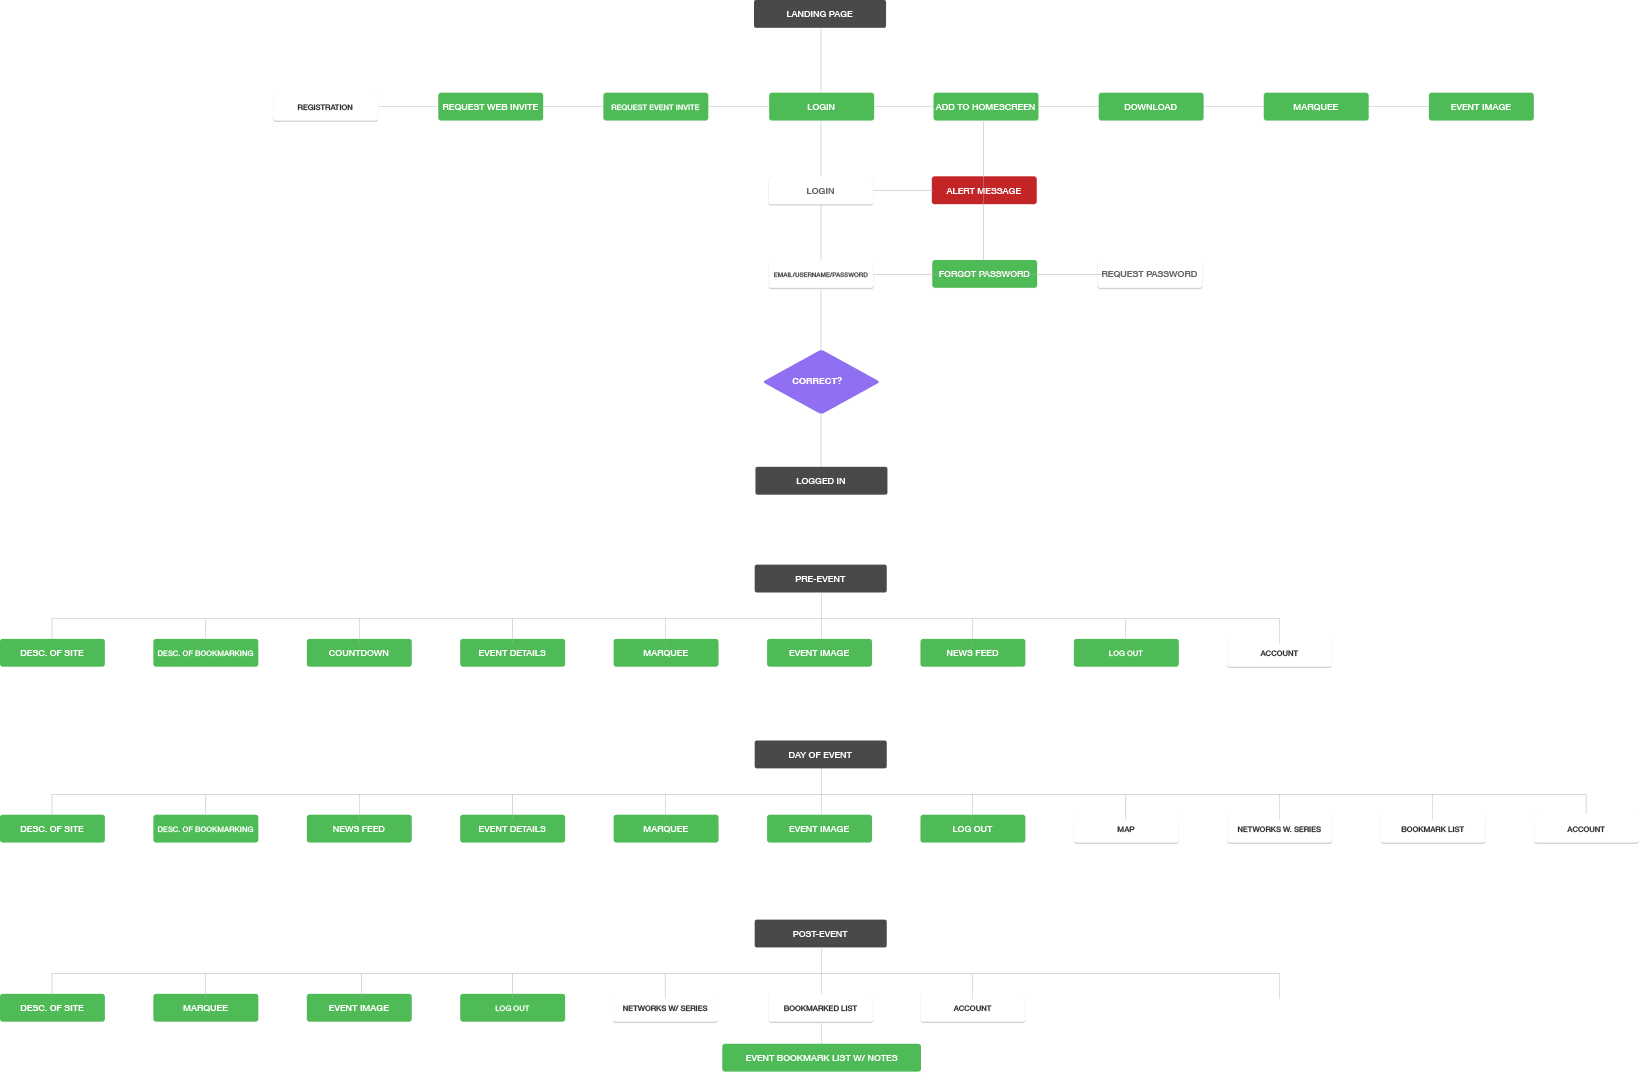 LANDING PAGE
REGISTRATION
REQUEST WEB INVITE
REQUEST EVENT INVITE
LOGIN
ADD TO HOMESCREEN
DOWNLOAD
MARQUEE
EVENT IMAGE
LOGIN
ALERT MESSAGE
EMAIL/USERNAME/PASSWORD
FORGOT PASSWORD
REQUEST PASSWORD
CORRECT?
LOGGED IN
PRE-EVENT
DESC. OF SITE
DESC. OF BOOKMARKING
COUNTDOWN
EVENT DETAILS
MARQUEE
EVENT IMAGE
NEWS FEED
LOG OUT
ACCOUNT
DAY OF EVENT
DESC. OF SITE
DESC. OF BOOKMARKING
NEWS FEED
EVENT DETAILS
MARQUEE
EVENT IMAGE
LOG OUT
MAP
NETWORKS W. SERIES
BOOKMARK LIST
ACCOUNT
POST-EVENT
DESC. OF SITE
MARQUEE
EVENT IMAGE
LOG OUT
NETWORKS W/ SERIES
BOOKMARKED LIST
ACCOUNT
EVENT BOOKMARK LIST W/ NOTES